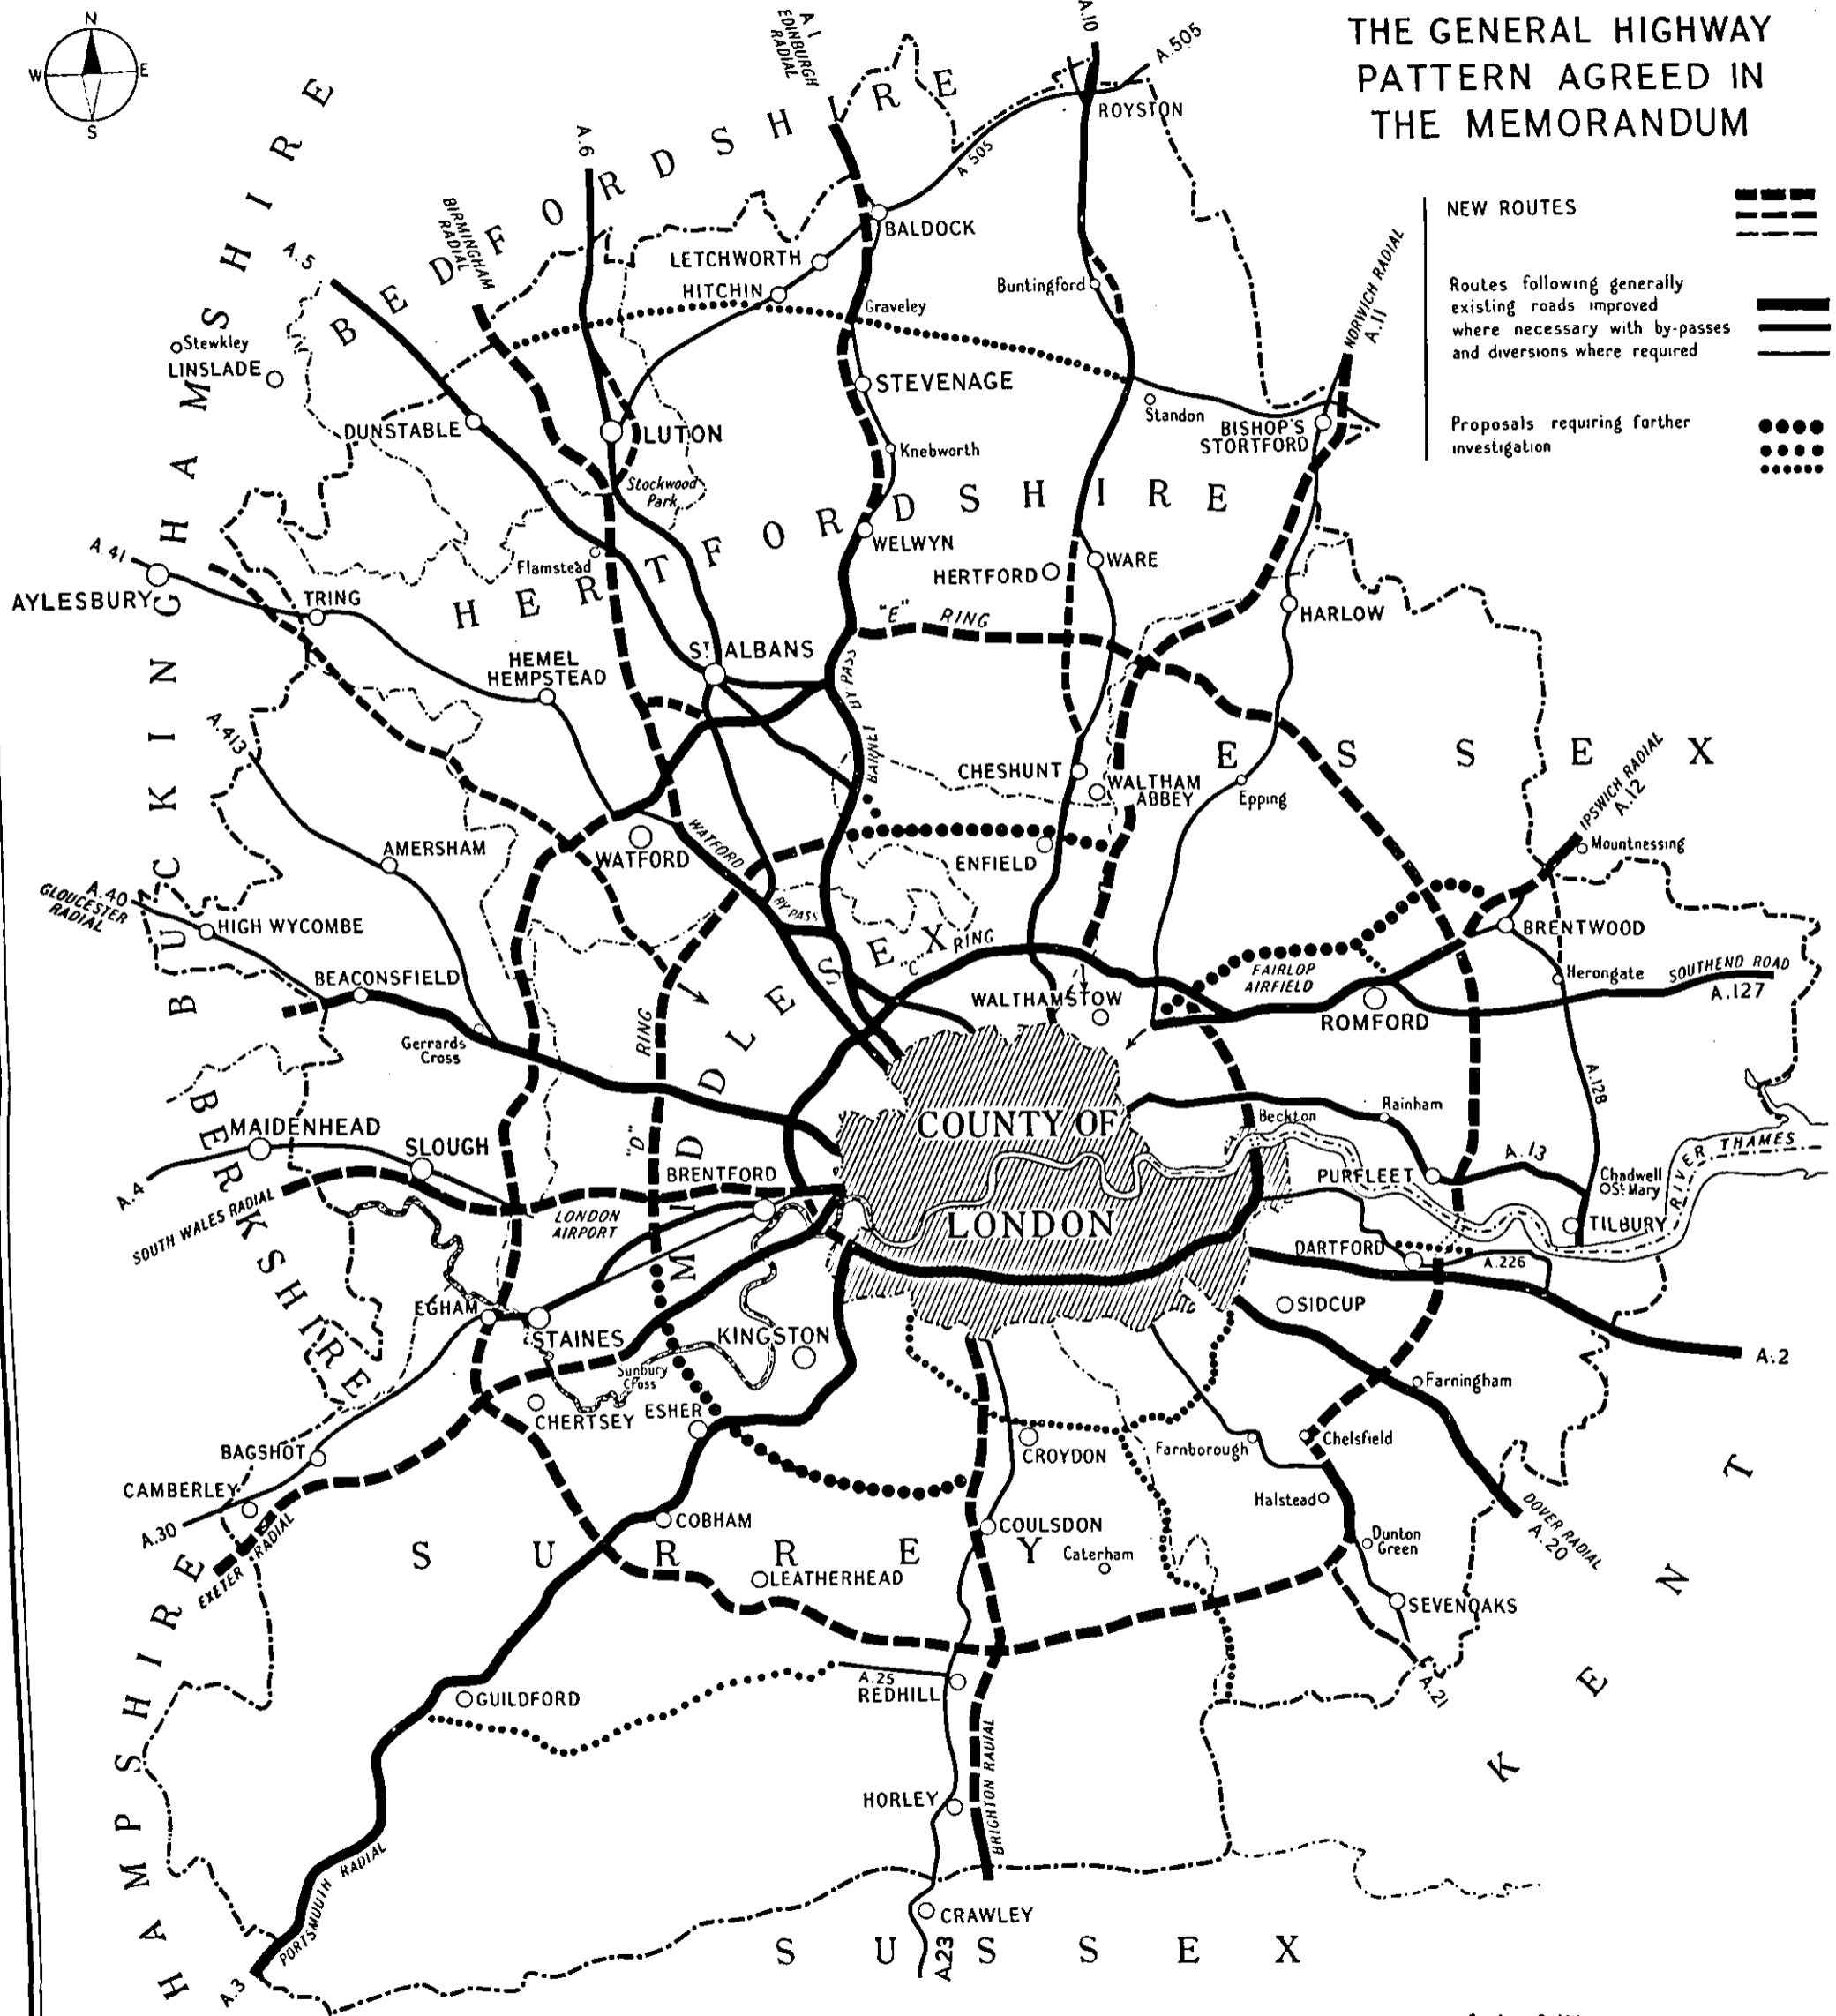 THE GENERAL HIGHWAY
PATTERN AGREED IN
THE MEMORANDUM
NEW ROUTES
Routes following generally
existing roads improved
where necessary with by-passes
and diversions where required
Proposals requiring further
investigation
N
W
E
S
A 1
EDINBURGH
RADIAL
A.10
A.505
ROYSTON
A 505
A.6
BEDFORDSHIRE
BIRMINGHAM
RADIAL
A.5
BALDOCK
LETCHWORTH
HITCHIN
Graveley
Buntingford
NORWICH RADIAL
A.11
Stewkley
LINSLADE
STEVENAGE
DUNSTABLE
LUTON
Standon
BISHOP'S
STORTFORD
Knebworth
Stockwood
Park
HERTFORDSHIRE
WELWYN
Flamstead
HERTFORD
WARE
A.41
AYLESBURY
TRING
"E" RING
HARLOW
BUCKINGHAMSHIRE
HEMEL
HEMPSTEAD
ST ALBANS
BARNET BY PASS
A.413
ESSEX
CHESHUNT
WALTHAM
ABBEY
Epping
IPSWICH RADIAL
A.12
Mountnessing
AMERSHAM
WATFORD
WATFORD BY PASS
ENFIELD
A.40
GLOUCESTER
RADIAL
HIGH WYCOMBE
BRENTWOOD
BEACONSFIELD
"C" RING
FAIRLOP
AIRFIELD
Herongate
SOUTHEND ROAD
A.127
WALTHAMSTOW
ROMFORD
Gerrards
Cross
"D" RING
MIDDLESEX
A.128
BERKSHIRE
MAIDENHEAD
SLOUGH
COUNTY OF
LONDON
Beckton
Rainham
A.4
SOUTH WALES RADIAL
BRENTFORD
LONDON
AIRPORT
PURFLEET
A.13
Chadwell
St. Mary
RIVER THAMES
TILBURY
DARTFORD
A.226
EGHAM
STAINES
KINGSTON
SIDCUP
A.2
Sunbury
Cross
CHERTSEY
ESHER
Farningham
BAGSHOT
CROYDON
Farnborough
Chelsfield
CAMBERLEY
A.30
EXETER RADIAL
Halstead
DOVER RADIAL
A.20
COBHAM
COULSDON
Dunton
Green
SURREY
Caterham
LEATHERHEAD
SEVENOAKS
HAMPSHIRE
GUILDFORD
A.25
REDHILL
A.21
KENT
BRIGHTON RADIAL
HORLEY
PORTSMOUTH RADIAL
A.3
CRAWLEY
A.23
SUSSEX